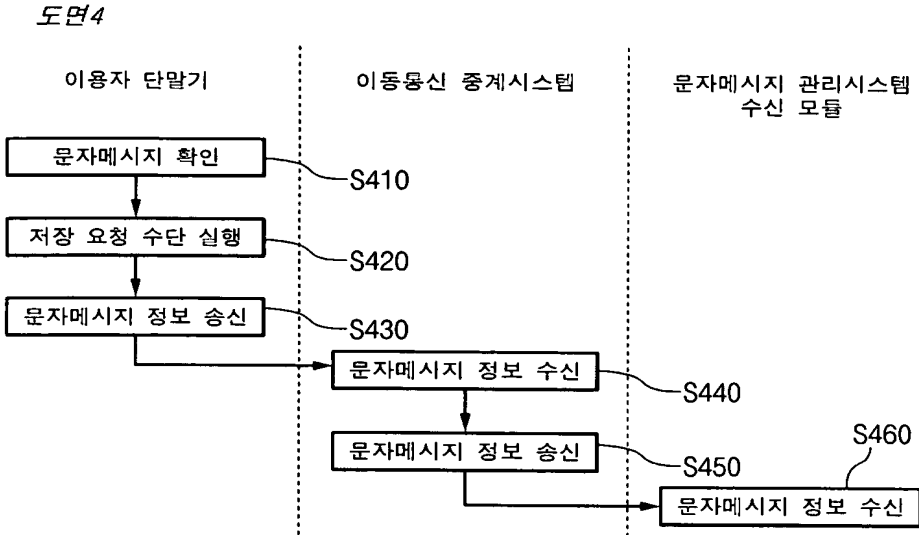 도면4
이용자 단말기
이동통신 중계시스템
문자메시지 관리시스템
수신 모듈
문자메시지 확인
S410
저장 요청 수단 실행
S420
문자메시지 정보 송신
S430
문자메시지 정보 수신
S440
문자메시지 정보 송신
S450
S460
문자메시지 정보 수신